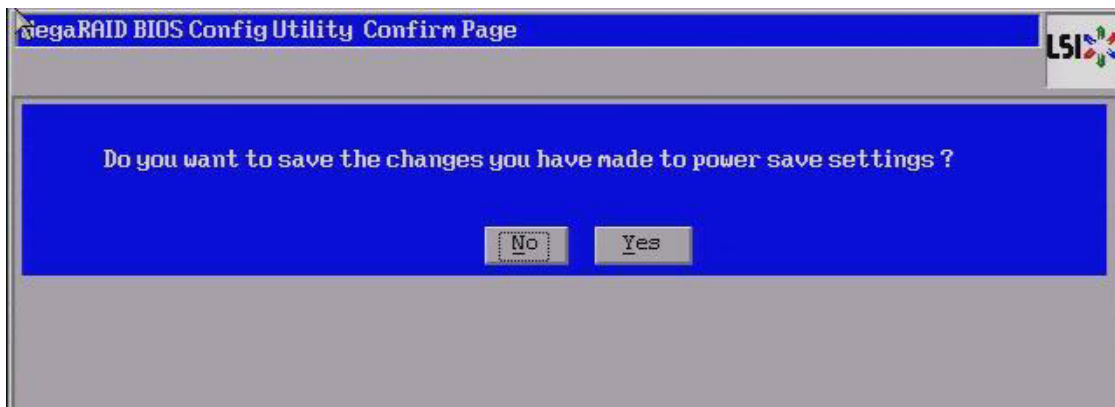 MegaRAID BIOS Config Utility Confirm Page
LSI
Do you want to save the changes you have made to power save settings ?
No
Yes